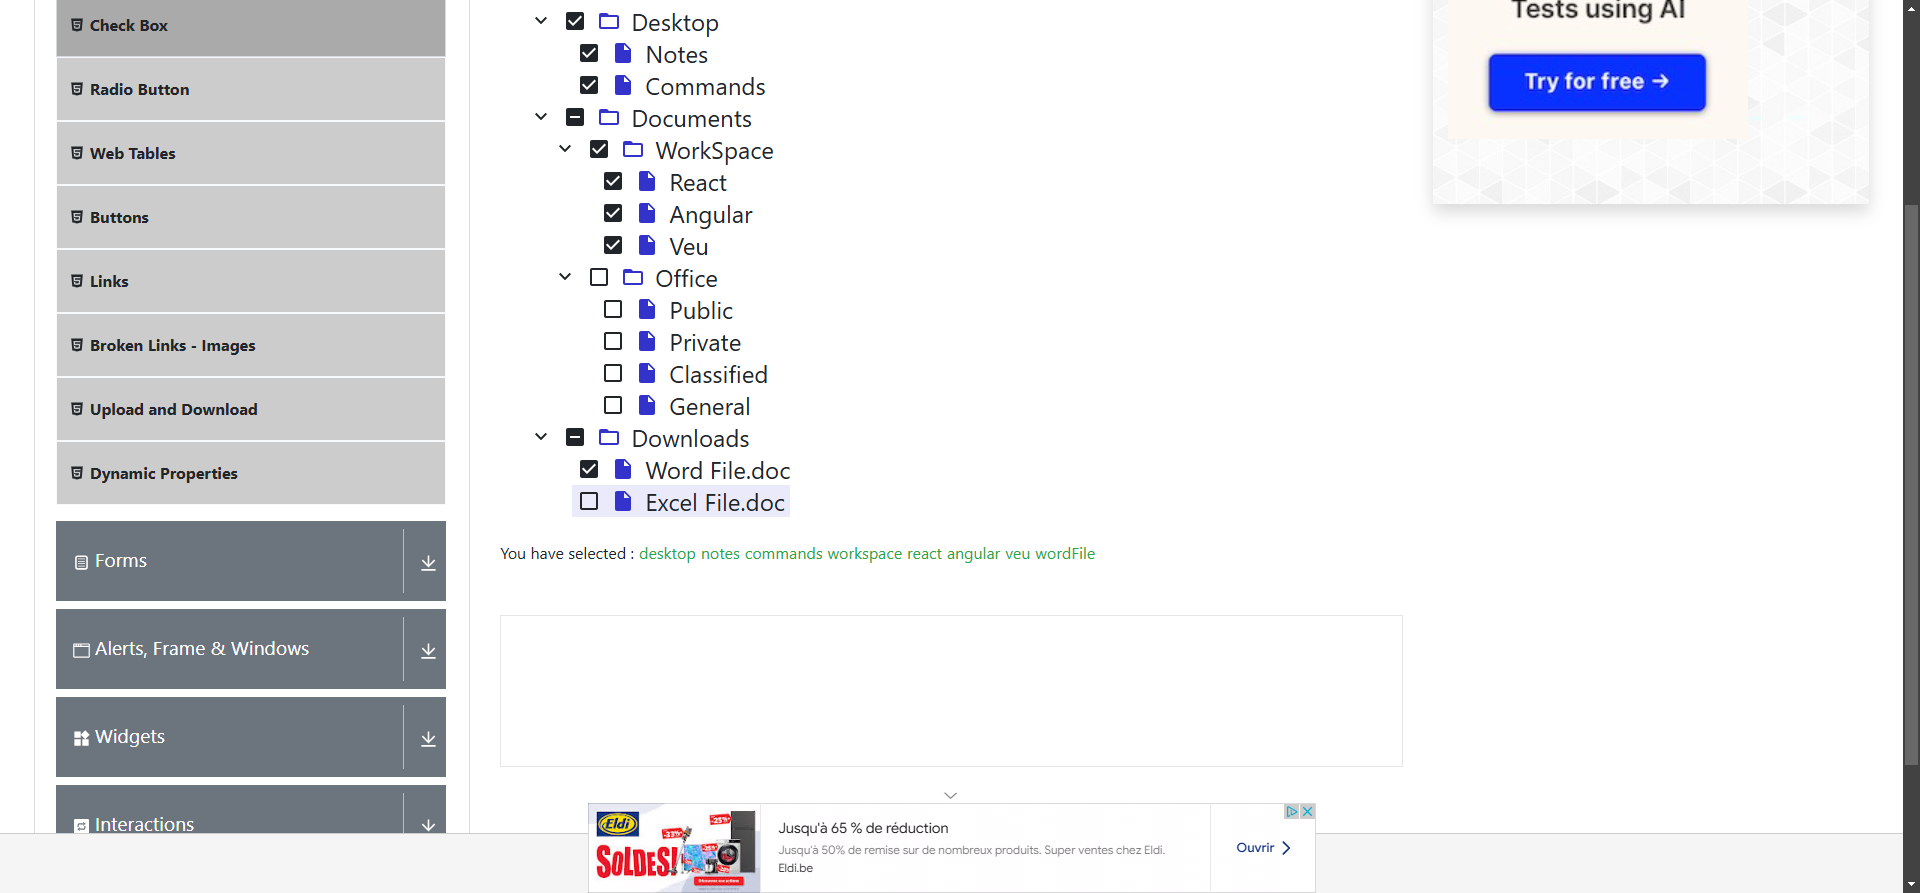 Check Box
Radio Button
Web Tables
Buttons
Links
Broken Links - Images
Upload and Download
Dynamic Properties
Forms
Alerts, Frame & Windows
Widgets
Interactions
Desktop
Notes
Commands
Documents
WorkSpace
React
Angular
Veu
Office
Public
Private
Classified
General
Downloads
Word File.doc
Excel File.doc
You have selected : desktop notes commands workspace react angular veu wordFile
Tests using AI
Try for free →
Eldi
-33%
-25%
SOLDES!
Jusqu'à 65 % de réduction
Jusqu'à 50% de remise sur de nombreux produits. Super ventes chez Eldi.
Eldi.be
Ouvrir